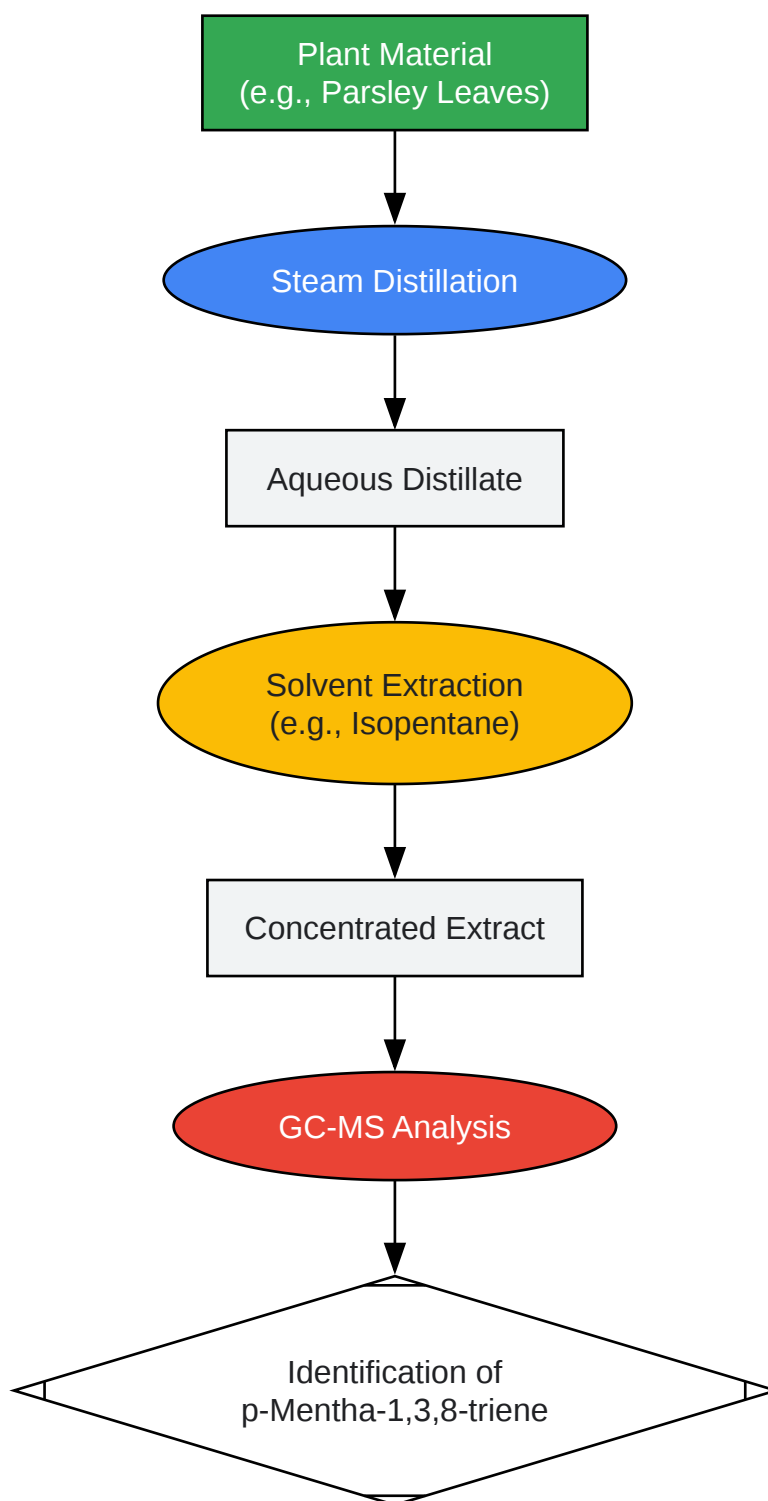 Plant Material
(e.g., Parsley Leaves)
Steam Distillation
Aqueous Distillate
Solvent Extraction
(e.g., Isopentane)
Concentrated Extract
GC-MS Analysis
Identification of
p-Mentha-1,3,8-triene